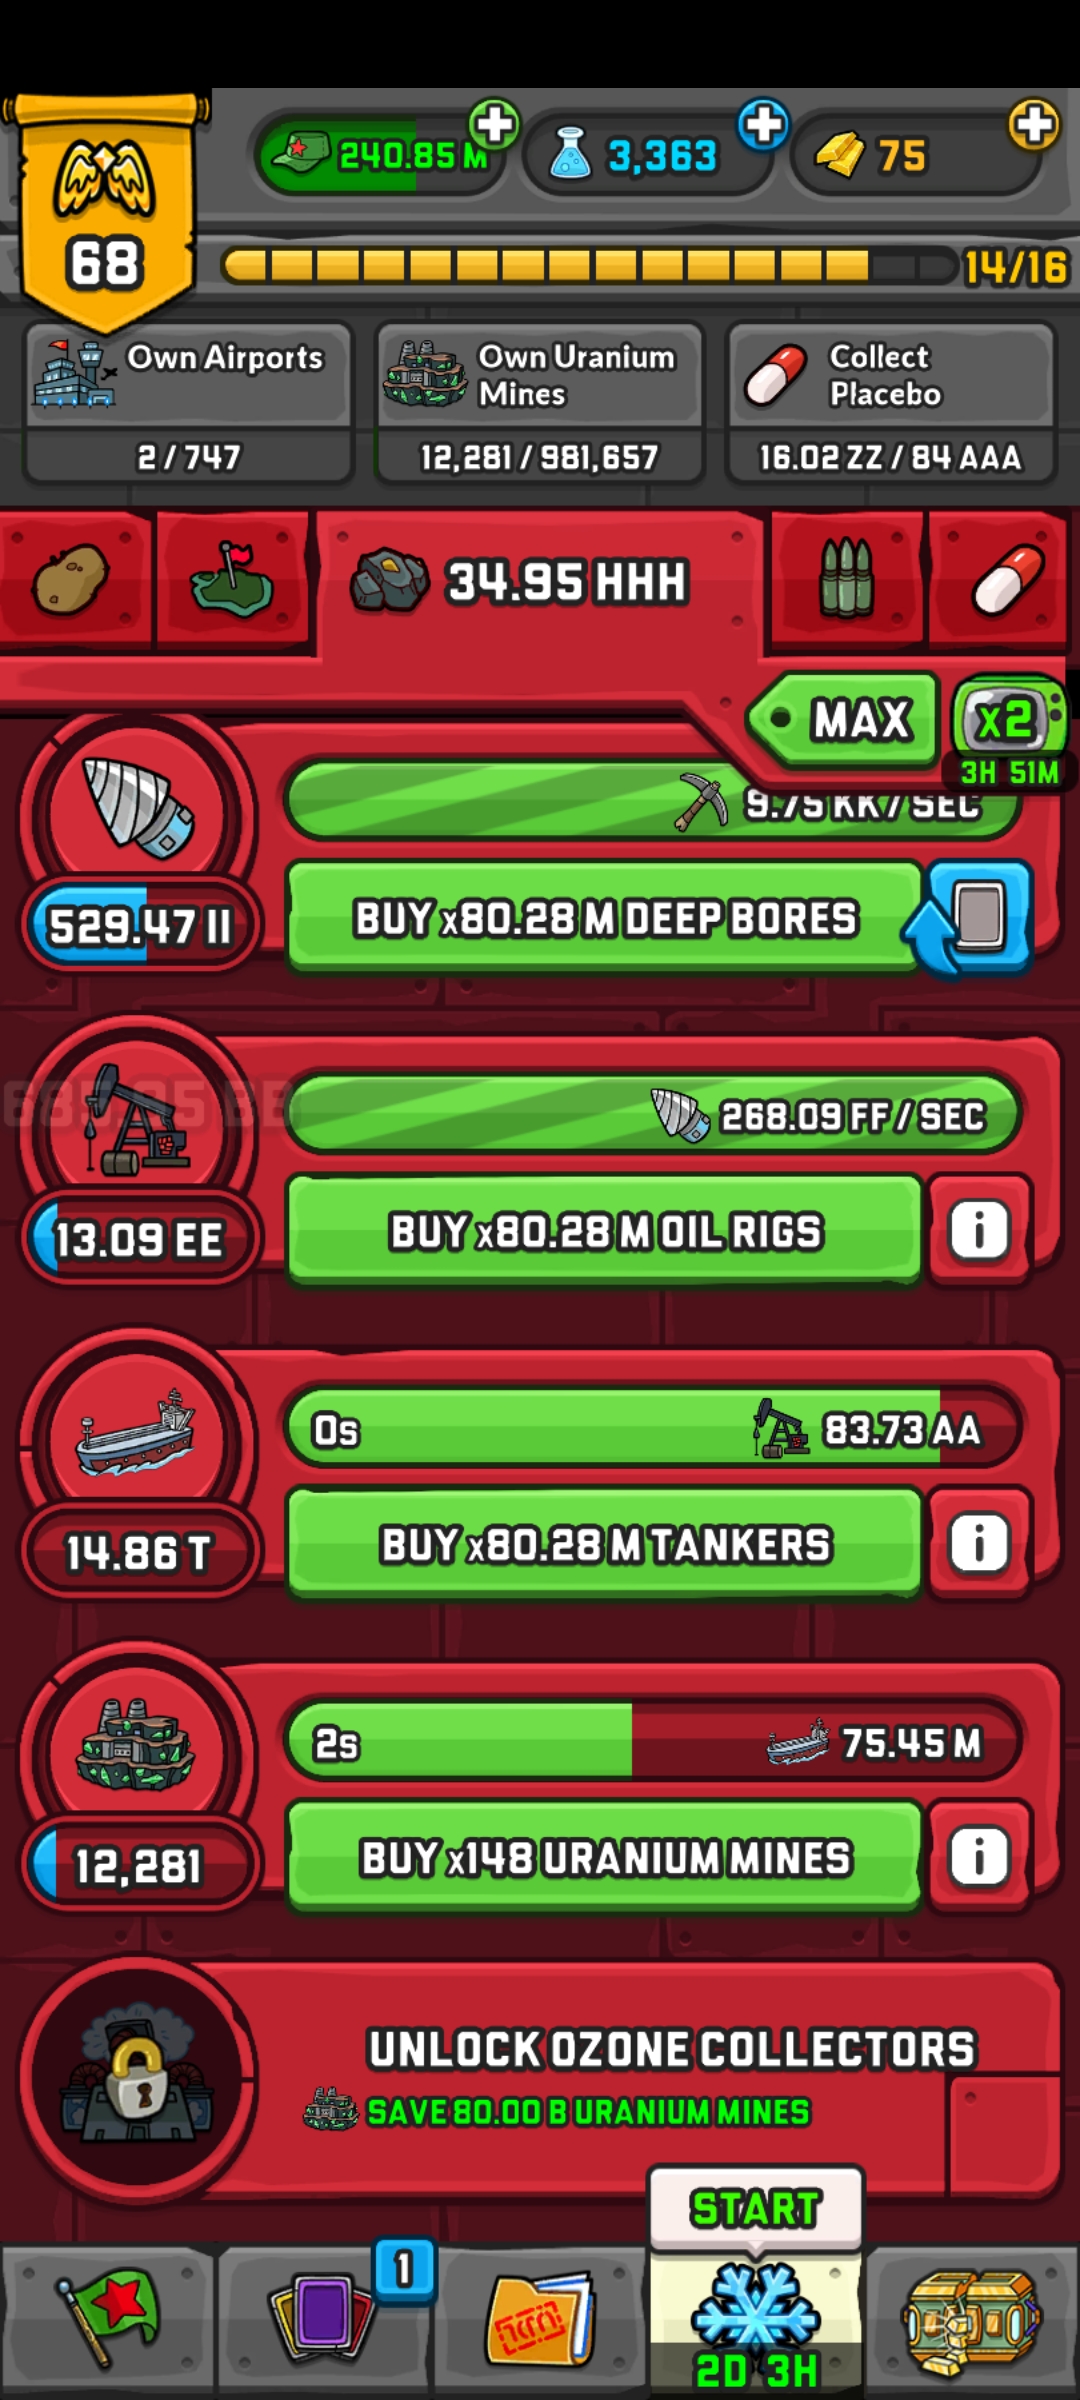 240.85 M
3,363
75
68
14/16
Own Airports
2 / 747
Own Uranium
Mines
12,281 / 981,657
Collect
Placebo
16.02 ZZ / 84 AAA
34.95 HHH
MAX
x2
3H 51M
9.75 KK / SEC
529.47 II
BUY x80.28 M DEEP BORES
268.09 FF / SEC
13.09 EE
BUY x80.28 M OIL RIGS
i
0s
83.73 AA
14.86 T
BUY x80.28 M TANKERS
i
2s
75.45 M
12,281
BUY x148 URANIUM MINES
i
UNLOCK OZONE COLLECTORS
SAVE 80.00 B URANIUM MINES
START
1
2D 3H